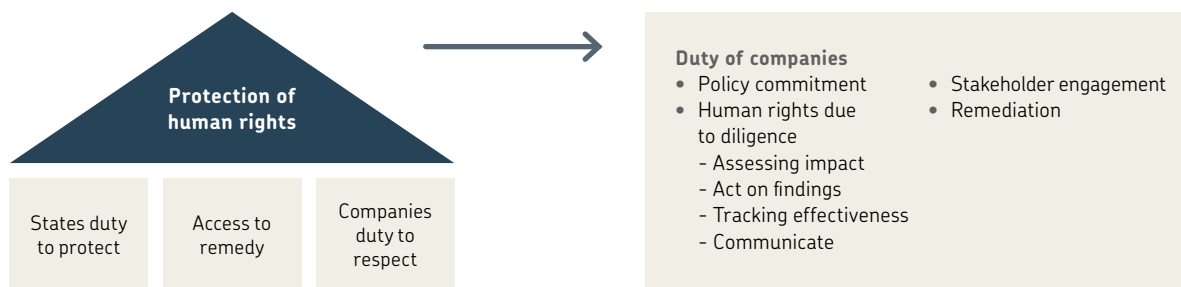 Protection of
human rights
States duty
to protect
Access to
remedy
Companies
duty to
respect
Duty of companies
• Policy commitment
• Human rights due
to diligence
- Assessing impact
- Act on findings
- Tracking effectiveness
- Communicate
• Stakeholder engagement
• Remediation